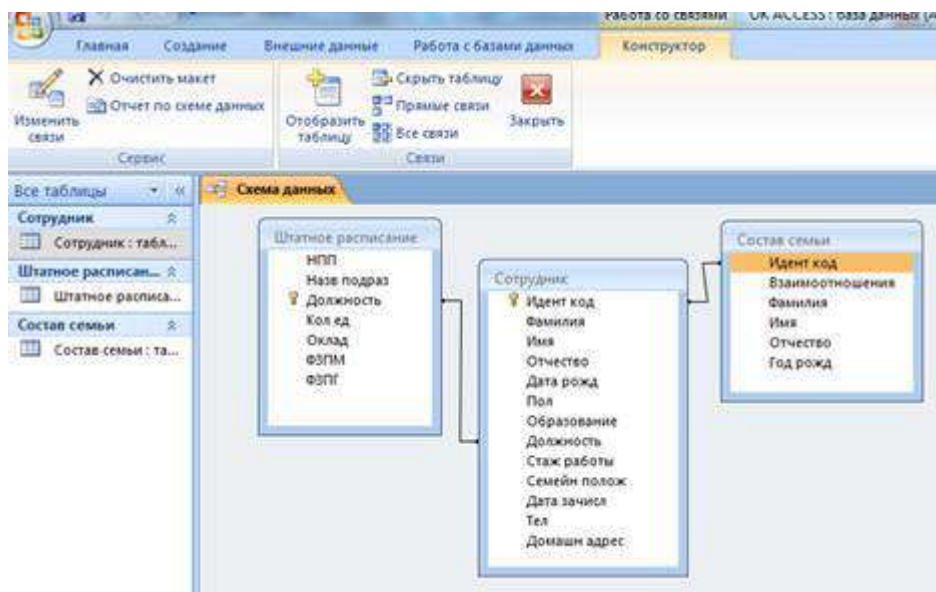 Работа со связями ОК ACCESS : база данных (А
Главная Создание Внешние данные Работа с базами данных Конструктор
Изменить связи
Очистить макет
Отчет по схеме данных
Сервис
Отобразить таблицу
Скрыть таблицу
Прямые связи
Все связи
Закрыть
Связи
Все таблицы
Сотрудник
Сотрудник : табл...
Штатное расписан...
Штатное расписа...
Состав семьи
Состав семьи : та...
Схема данных
Штатное расписание
НПП
Назв подраз
Должность
Кол ед
Оклад
ФЗПМ
ФЗПГ
Сотрудник
Идент код
Фамилия
Имя
Отчество
Дата рожд
Пол
Образование
Должность
Стаж работы
Семейн полож
Дата зачисл
Тел
Домашн адрес
Состав семьи
Идент код
Взаимоотношения
Фамилия
Имя
Отчество
Год рожд